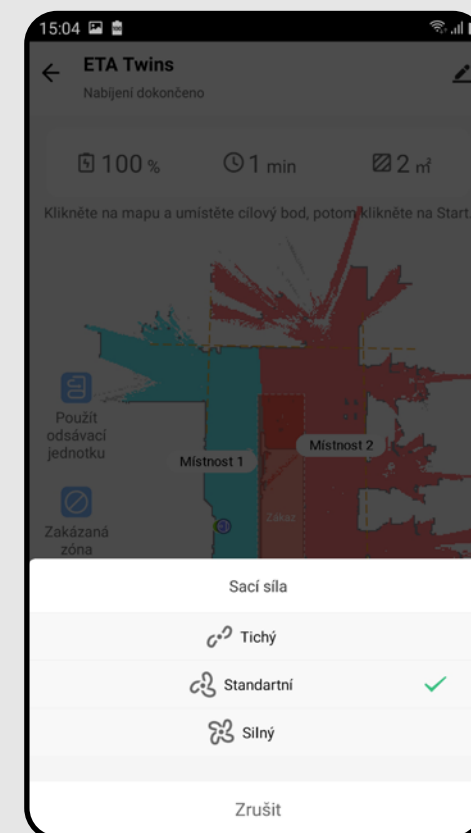 15:04
ETA Twins
Nabíjení dokončeno
100 %
1 min
2 m²
Klikněte na mapu a umístěte cílový bod, potom klikněte na Start.
Použít
odsávací
jednotku
Místnost 1
Místnost 2
Zákaz
Zakázaná
zóna
Sací síla
Tichý
Standartní
Silný
Zrušit